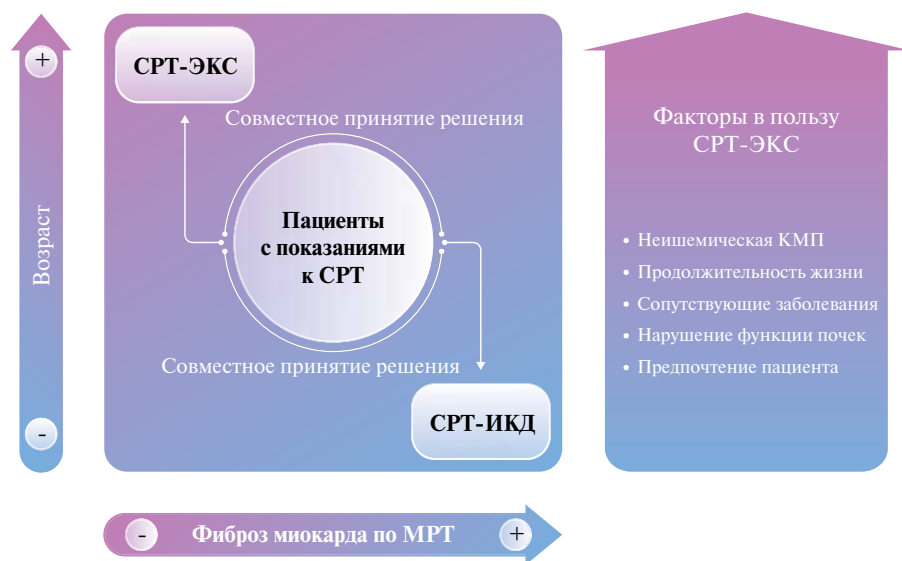 +
Возраст
-
СРТ-ЭКС
Совместное принятие решения
Пациенты
с показаниями
к СРТ
Совместное принятие решения
СРТ-ИКД
Факторы в пользу
СРТ-ЭКС
• Неишемическая КМП
• Продолжительность жизни
• Сопутствующие заболевания
• Нарушение функции почек
• Предпочтение пациента
- Фиброз миокарда по МРТ +